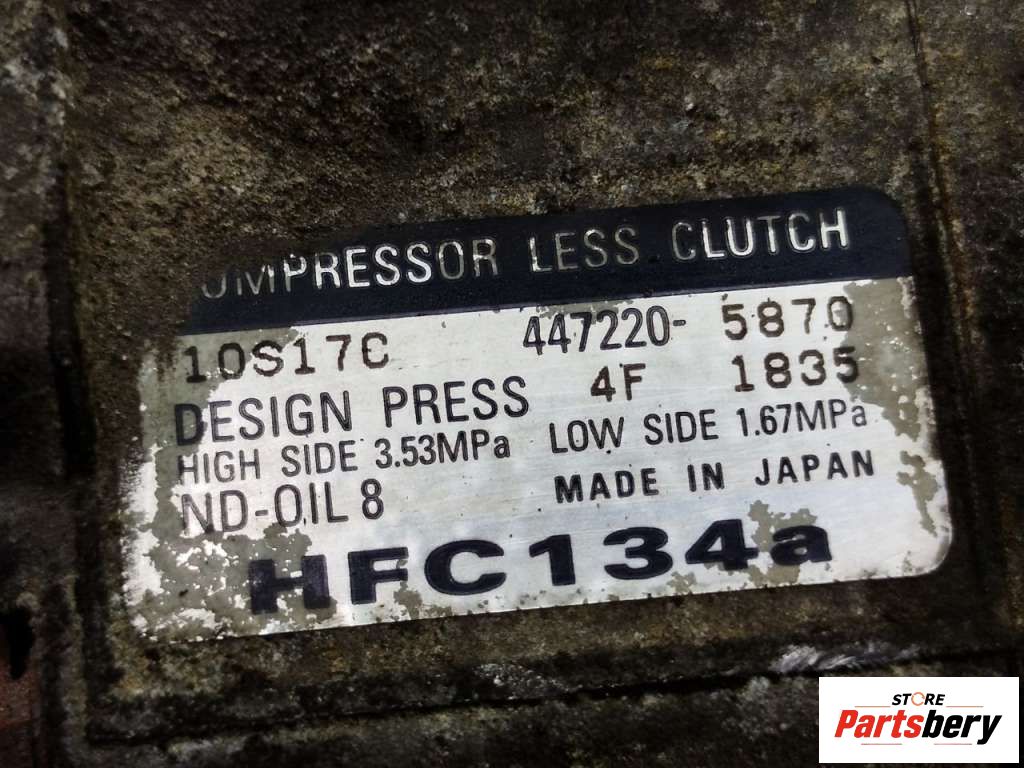 COMPRESSOR LESS CLUTCH
10S17C 447220-5870
DESIGN PRESS 4F 1835
HIGH SIDE 3.53MPa LOW SIDE 1.67MPa
ND-OIL 8 MADE IN JAPAN
HFC134a
STORE
Partsbery